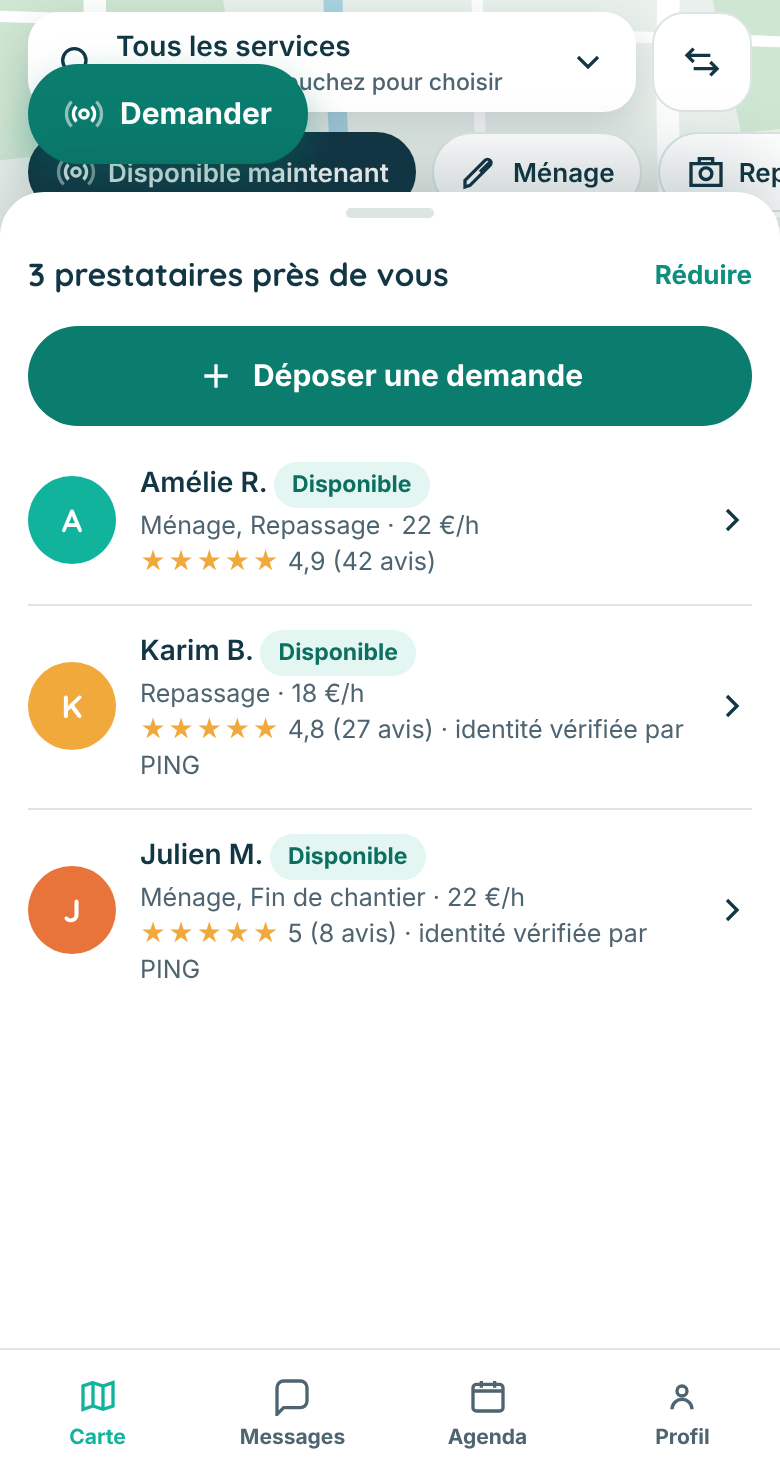 Tous les services
ouchez pour choisir
Demander
Disponible maintenant
Ménage
Rep
3 prestataires près de vous
Réduire
+ Déposer une demande
A
Amélie R. Disponible
Ménage, Repassage · 22 €/h
★★★★★ 4,9 (42 avis)
K
Karim B. Disponible
Repassage · 18 €/h
★★★★★ 4,8 (27 avis) · identité vérifiée par
PING
J
Julien M. Disponible
Ménage, Fin de chantier · 22 €/h
★★★★★ 5 (8 avis) · identité vérifiée par
PING
Carte
Messages
Agenda
Profil